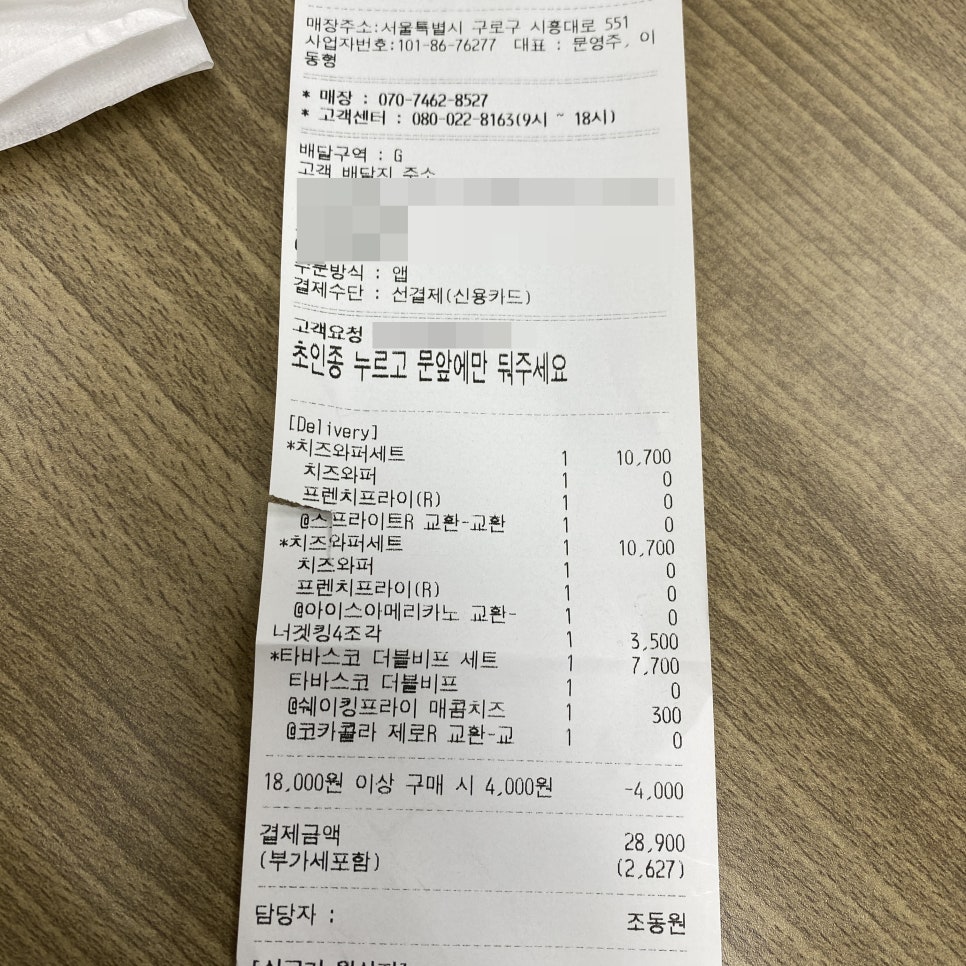 매장주소:서울특별시 구로구 시흥대로 551
사업자번호:101-86-76277 대표 : 문영주, 이
동형
* 매장 : 070-7462-8527
* 고객센터 : 080-022-8163(9시 ~ 18시)
배달구역 : G
고객 배달지 주소
주문방식 : 앱
결제수단 : 선결제(신용카드)
고객요청
초인종 누르고 문앞에만 둬주세요
[Delivery]
*치즈와퍼세트 1 10,700
치즈와퍼 1 0
프렌치프라이(R) 1 0
@스프라이트R 교환-교환 1 0
*치즈와퍼세트 1 10,700
치즈와퍼 1 0
프렌치프라이(R) 1 0
@아이스아메리카노 교환- 1 0
너겟킹4조각 1 3,500
*타바스코 더블비프 세트 1 7,700
타바스코 더블비프 1 0
@쉐이킹프라이 매콤치즈 1 300
@코카콜라 제로R 교환-교 1 0
18,000원 이상 구매 시 4,000원 -4,000
결제금액 28,900
(부가세포함) (2,627)
담당자 : 조동원